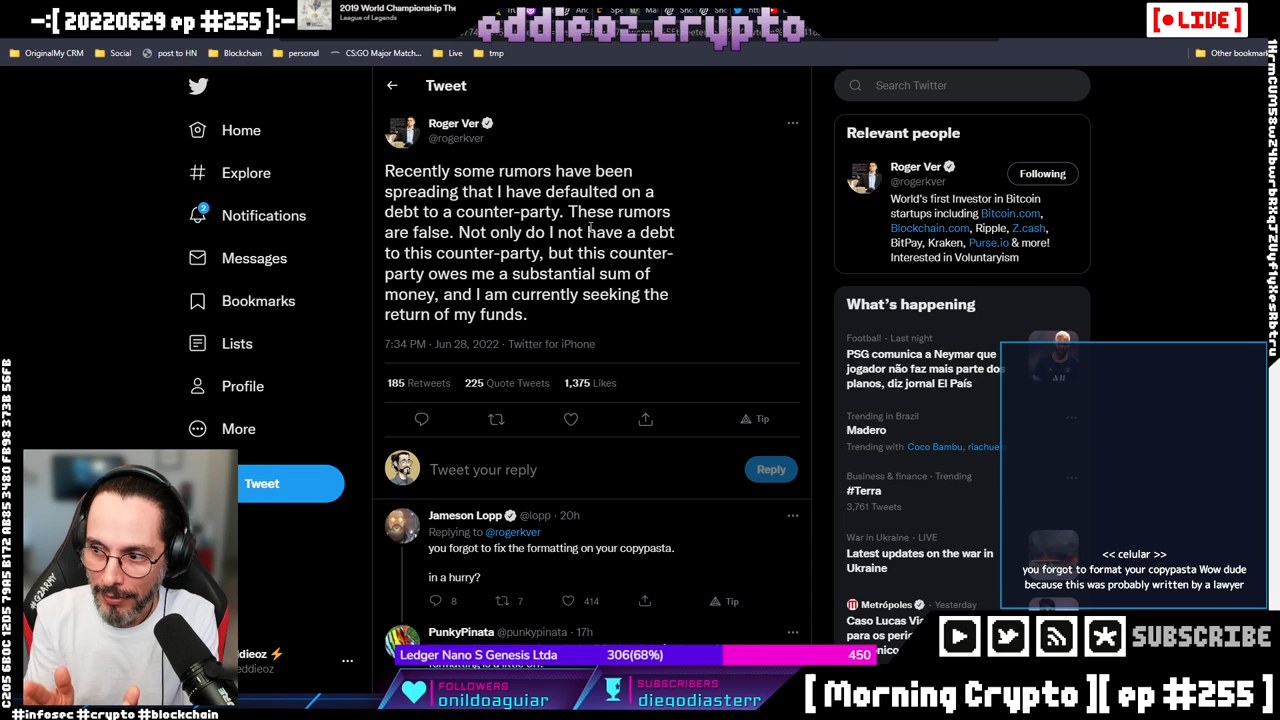 -:[ 20220629 ep #255 ]:-
2019 World Championship The
League of Legends
eddieoz.crypto
[ LIVE ]
OriginalMy CRM
Social
post to HN
Blockchain
personal
CS:GO Major Match...
Live
tmp
Other bookmar
Home
Explore
2
Notifications
Messages
Bookmarks
Lists
Profile
More
Tweet
Tweet
Roger Ver
@rogerkver
Recently some rumors have been
spreading that I have defaulted on a
debt to a counter-party. These rumors
are false. Not only do I not have a debt
to this counter-party, but this counter-
party owes me a substantial sum of
money, and I am currently seeking the
return of my funds.
7:34 PM · Jun 28, 2022 · Twitter for iPhone
185 Retweets 225 Quote Tweets 1,375 Likes
Tip
Tweet your reply
Reply
Jameson Lopp @lopp · 20h
Replying to @rogerkver
you forgot to fix the formatting on your copypasta.
in a hurry?
8 7 414 Tip
PunkyPinata @punkypinata · 17h
Search Twitter
Relevant people
Roger Ver
@rogerkver
Following
World's first Investor in Bitcoin
startups including Bitcoin.com,
Blockchain.com, Ripple, Z.cash,
BitPay, Kraken, Purse.io & more!
Interested in Voluntaryism
What's happening
Football · Last night
PSG comunica a Neymar que
jogador não faz mais parte dos
planos, diz jornal El País
Trending in Brazil
Madero
Trending with Coco Bambu, riachue
Business & finance · Trending
#Terra
3,761 Tweets
War in Ukraine · LIVE
Latest updates on the war in
Ukraine
Metrópoles · Yesterday
Caso Lucas
para os
<< celular >>
you forgot to format your copypasta Wow dude
because this was probably written by a lawyer
SUBSCRIBE
Ledger Nano S Genesis Ltda 306(68%) 450
FOLLOWERS
onildoaguiar
SUBSCRIBERS
diegodiasterr
[ Morning Crypto ][ ep #255 ]
ddieoz
eddieoz
#infosec #crypto #blockchain